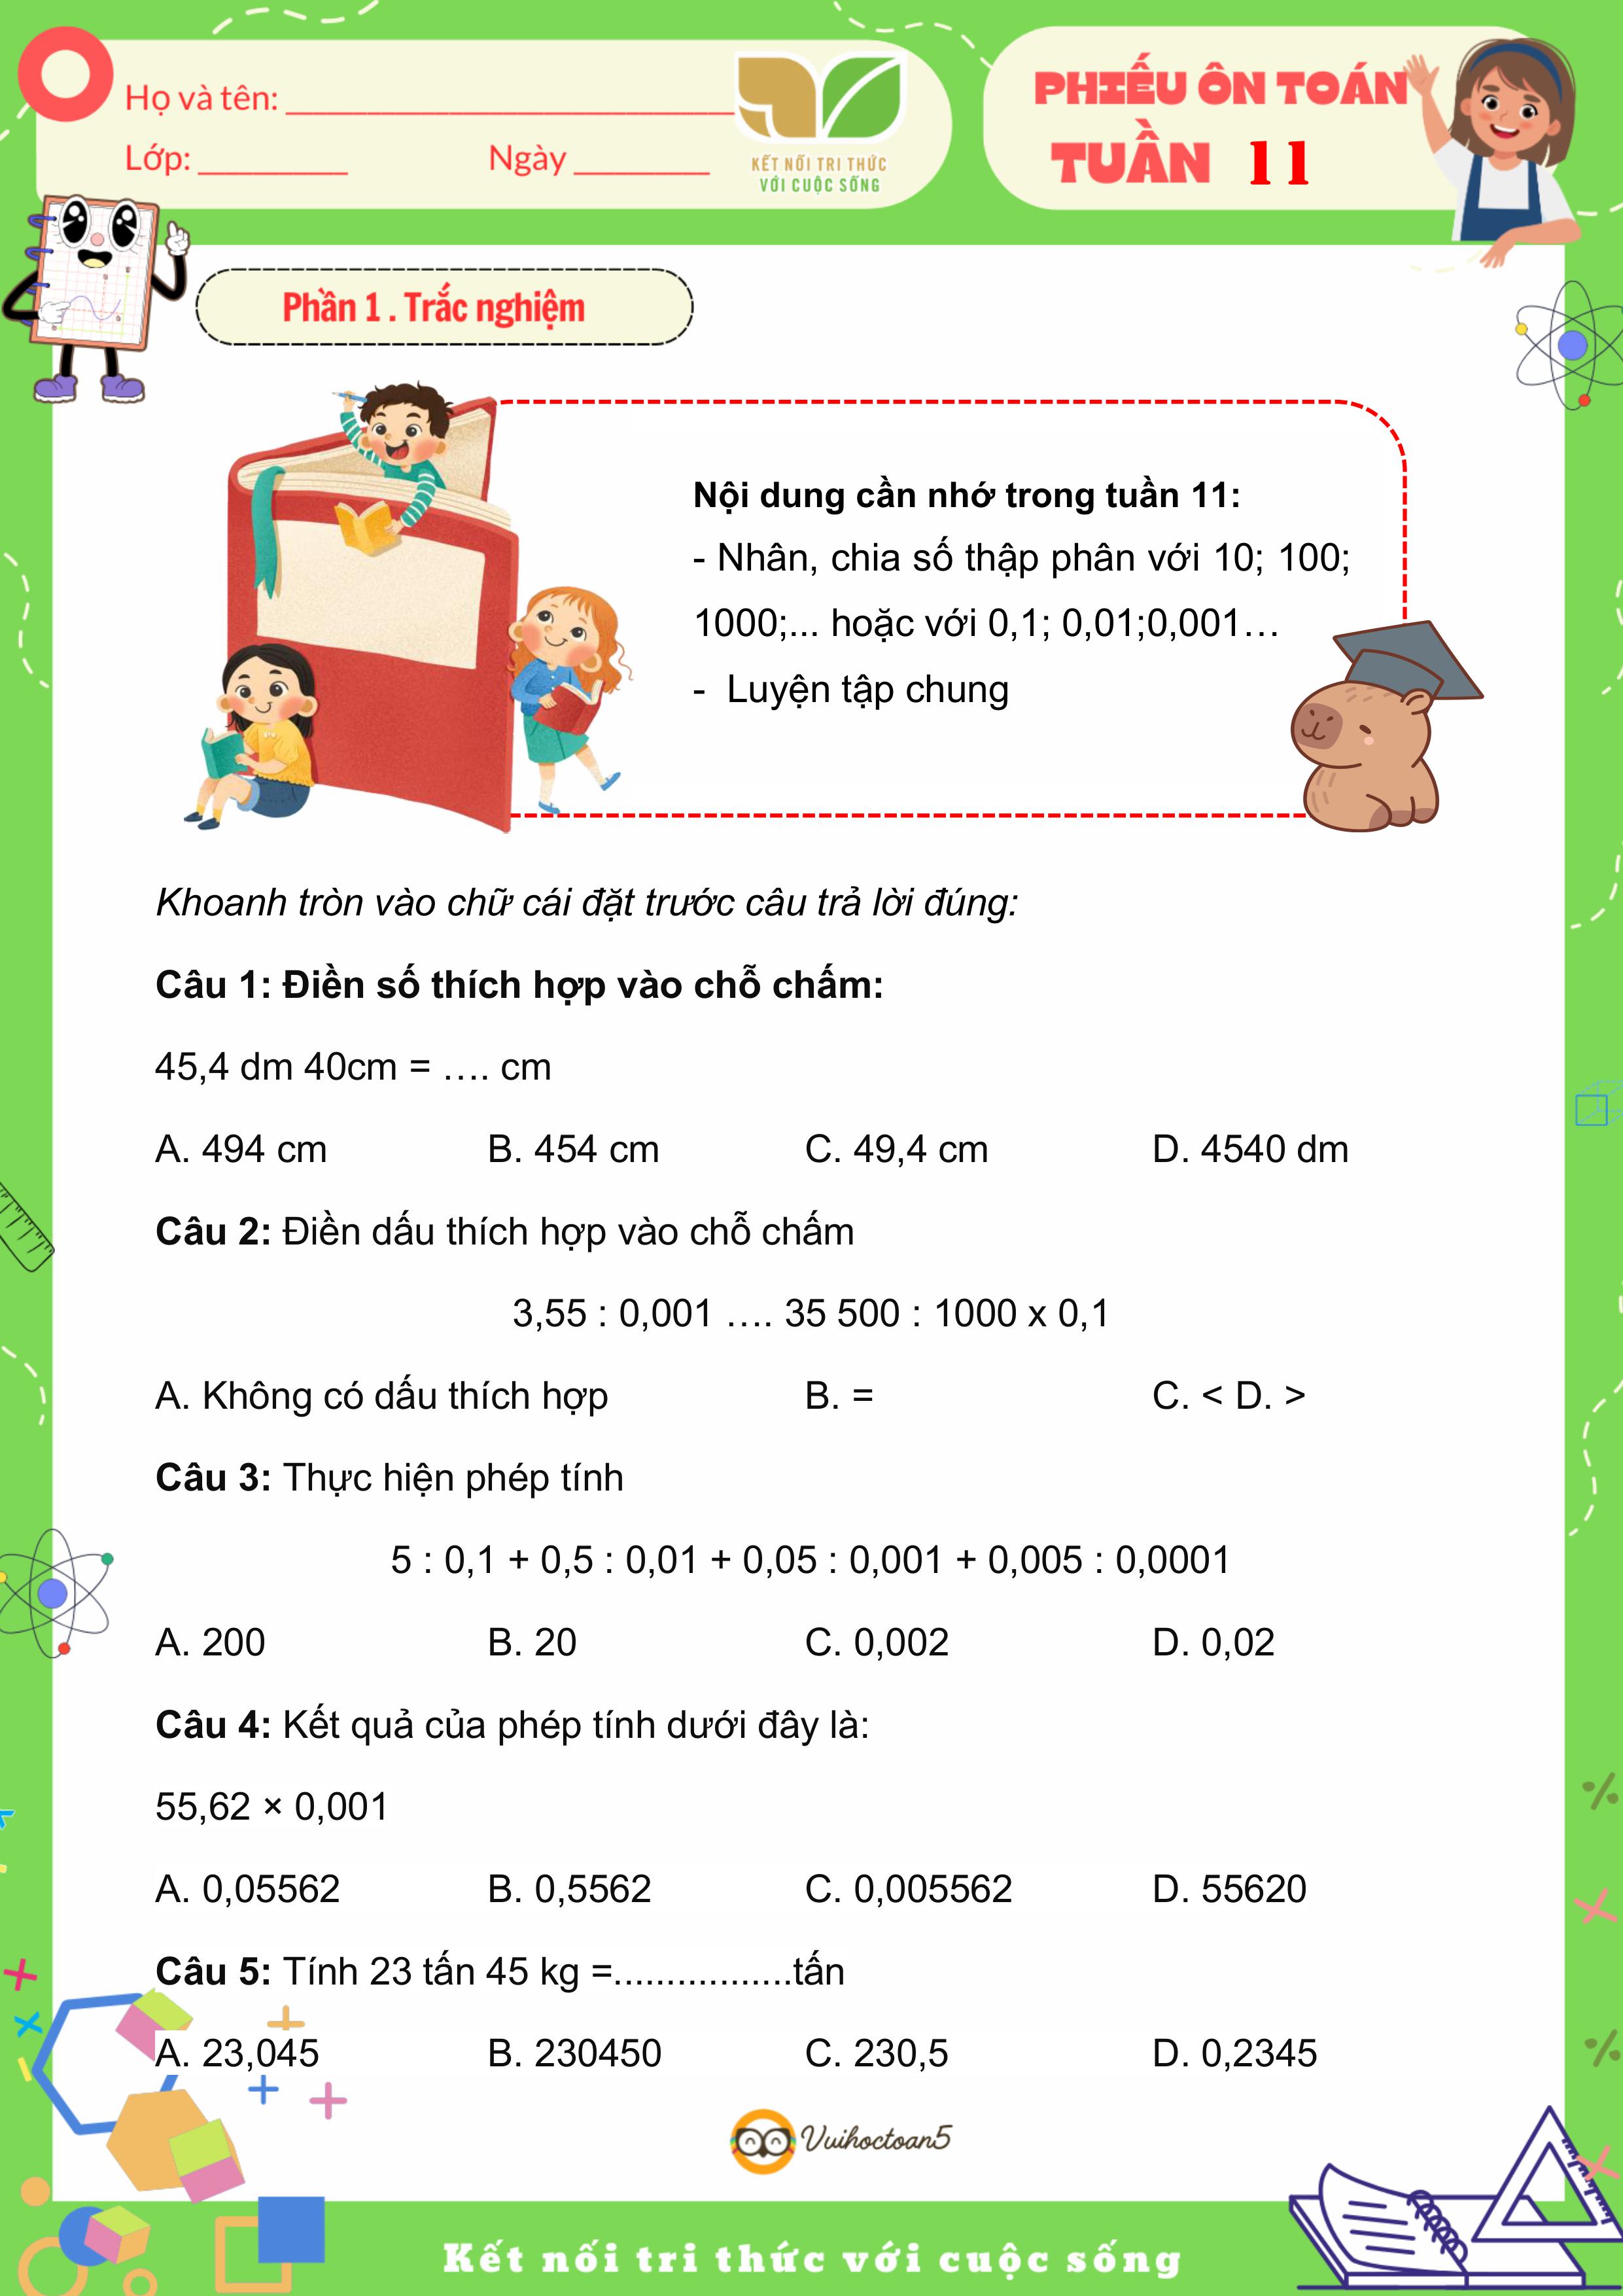 Họ và tên: ____________________________
Lớp: _________ Ngày ________
KẾT NỐI TRI THỨC
VỚI CUỘC SỐNG
PHIẾU ÔN TOÁN
TUẦN 11
Phần 1 . Trắc nghiệm
Nội dung cần nhớ trong tuần 11:
- Nhân, chia số thập phân với 10; 100;
1000;... hoặc với 0,1; 0,01;0,001…
- Luyện tập chung
Khoanh tròn vào chữ cái đặt trước câu trả lời đúng:
Câu 1: Điền số thích hợp vào chỗ chấm:
45,4 dm 40cm = …. cm
A. 494 cm B. 454 cm C. 49,4 cm D. 4540 dm
Câu 2: Điền dấu thích hợp vào chỗ chấm
3,55 : 0,001 …. 35 500 : 1000 x 0,1
A. Không có dấu thích hợp B. = C. < D. >
Câu 3: Thực hiện phép tính
5 : 0,1 + 0,5 : 0,01 + 0,05 : 0,001 + 0,005 : 0,0001
A. 200 B. 20 C. 0,002 D. 0,02
Câu 4: Kết quả của phép tính dưới đây là:
55,62 × 0,001
A. 0,05562 B. 0,5562 C. 0,005562 D. 55620
Câu 5: Tính 23 tấn 45 kg =.................tấn
A. 23,045 B. 230450 C. 230,5 D. 0,2345
Vuihoctoan5
Kết nối tri thức với cuộc sống